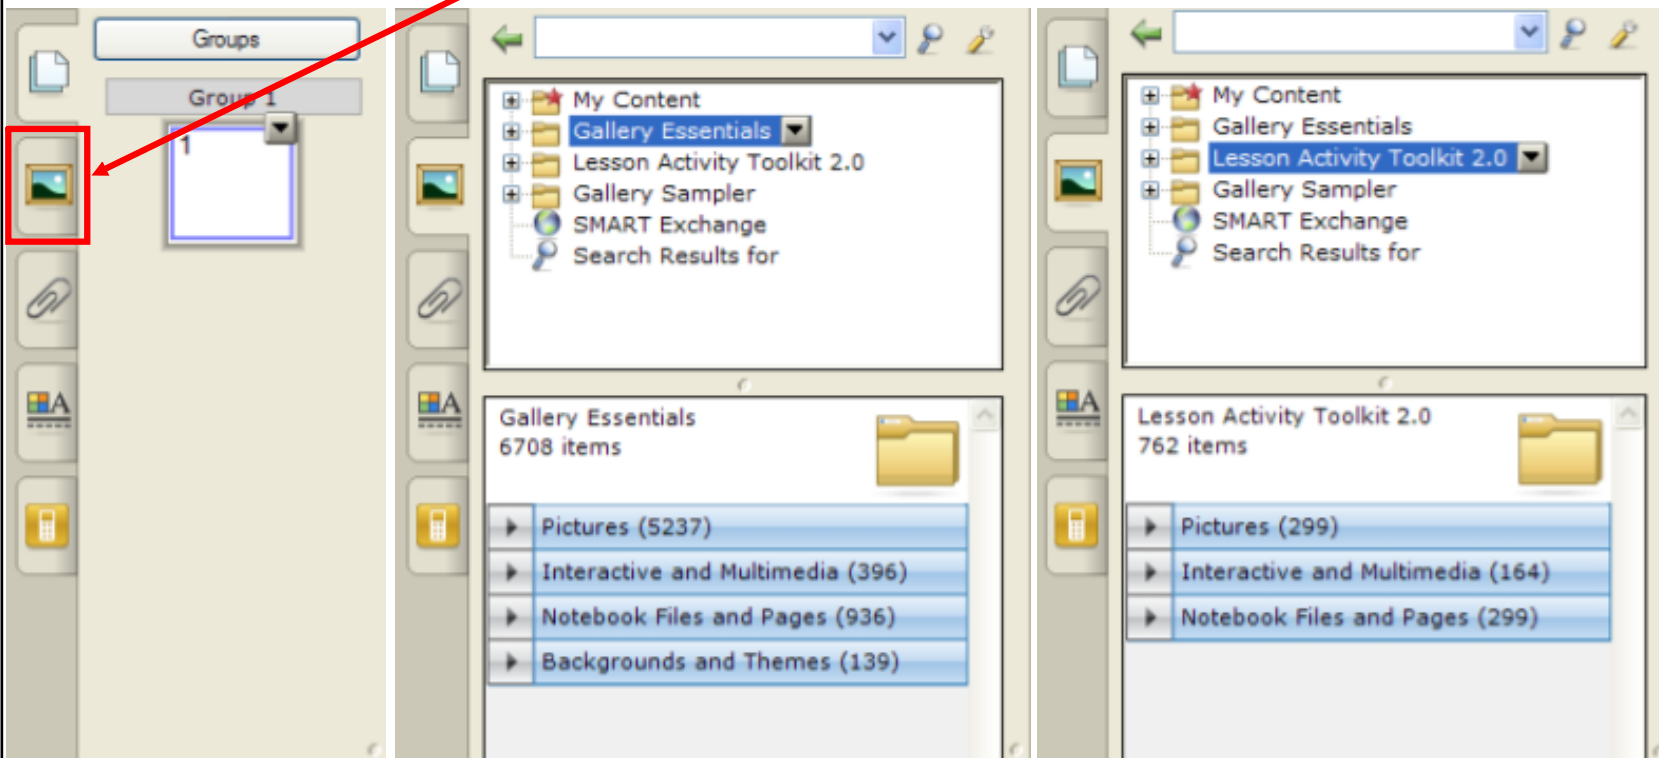 Groups
Group 1
1
My Content
Gallery Essentials
Lesson Activity Toolkit 2.0
Gallery Sampler
SMART Exchange
Search Results for
Gallery Essentials
6708 items
Pictures (5237)
Interactive and Multimedia (396)
Notebook Files and Pages (936)
Backgrounds and Themes (139)
My Content
Gallery Essentials
Lesson Activity Toolkit 2.0
Gallery Sampler
SMART Exchange
Search Results for
Lesson Activity Toolkit 2.0
762 items
Pictures (299)
Interactive and Multimedia (164)
Notebook Files and Pages (299)